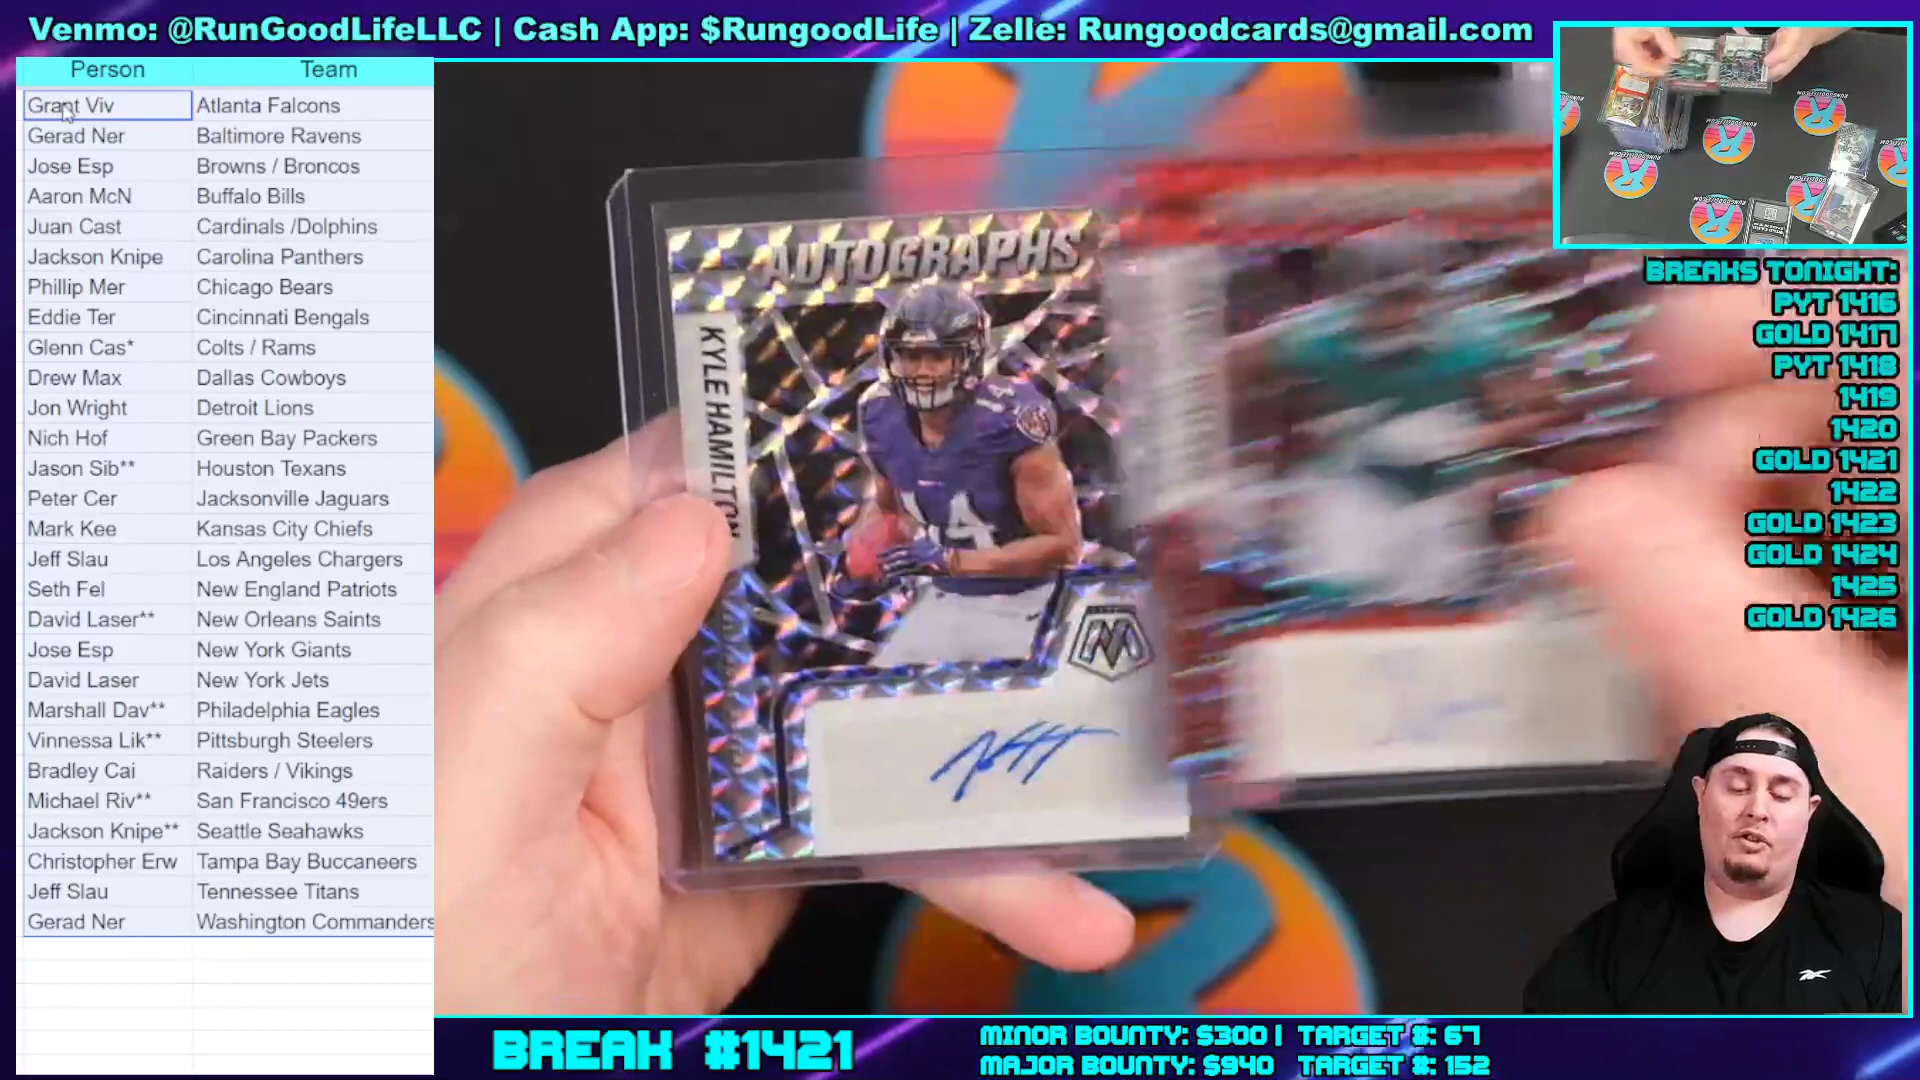 Venmo: @RunGoodLifeLLC | Cash App: $RungoodLife | Zelle: Rungoodcards@gmail.com
Person Team
Grant Viv Atlanta Falcons
Gerad Ner Baltimore Ravens
Jose Esp Browns / Broncos
Aaron McN Buffalo Bills
Juan Cast Cardinals /Dolphins
Jackson Knipe Carolina Panthers
Phillip Mer Chicago Bears
Eddie Ter Cincinnati Bengals
Glenn Cas* Colts / Rams
Drew Max Dallas Cowboys
Jon Wright Detroit Lions
Nich Hof Green Bay Packers
Jason Sib** Houston Texans
Peter Cer Jacksonville Jaguars
Mark Kee Kansas City Chiefs
Jeff Slau Los Angeles Chargers
Seth Fel New England Patriots
David Laser** New Orleans Saints
Jose Esp New York Giants
David Laser New York Jets
Marshall Dav** Philadelphia Eagles
Vinnessa Lik** Pittsburgh Steelers
Bradley Cai Raiders / Vikings
Michael Riv** San Francisco 49ers
Jackson Knipe** Seattle Seahawks
Christopher Erw Tampa Bay Buccaneers
Jeff Slau Tennessee Titans
Gerad Ner Washington Commanders
AUTOGRAPHS
KYLE HAMILTON
14
BREAKS TONIGHT:
PYT 1416
GOLD 1417
PYT 1418
1419
1420
GOLD 1421
1422
GOLD 1423
GOLD 1424
1425
GOLD 1426
BREAK #1421
MINOR BOUNTY: $300 | TARGET #: 67
MAJOR BOUNTY: $940 TARGET #: 152